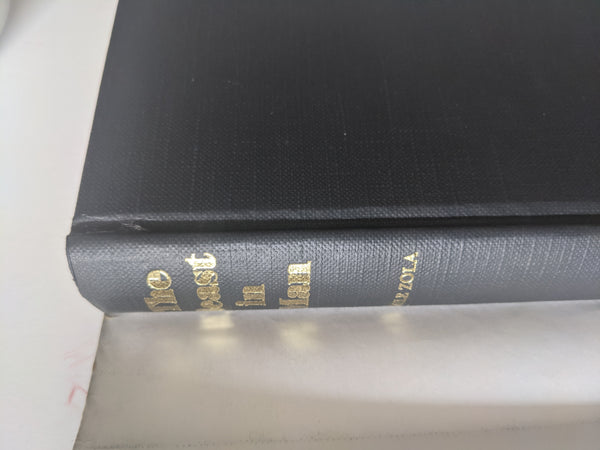 The
Beast
in
Man
ZOLA